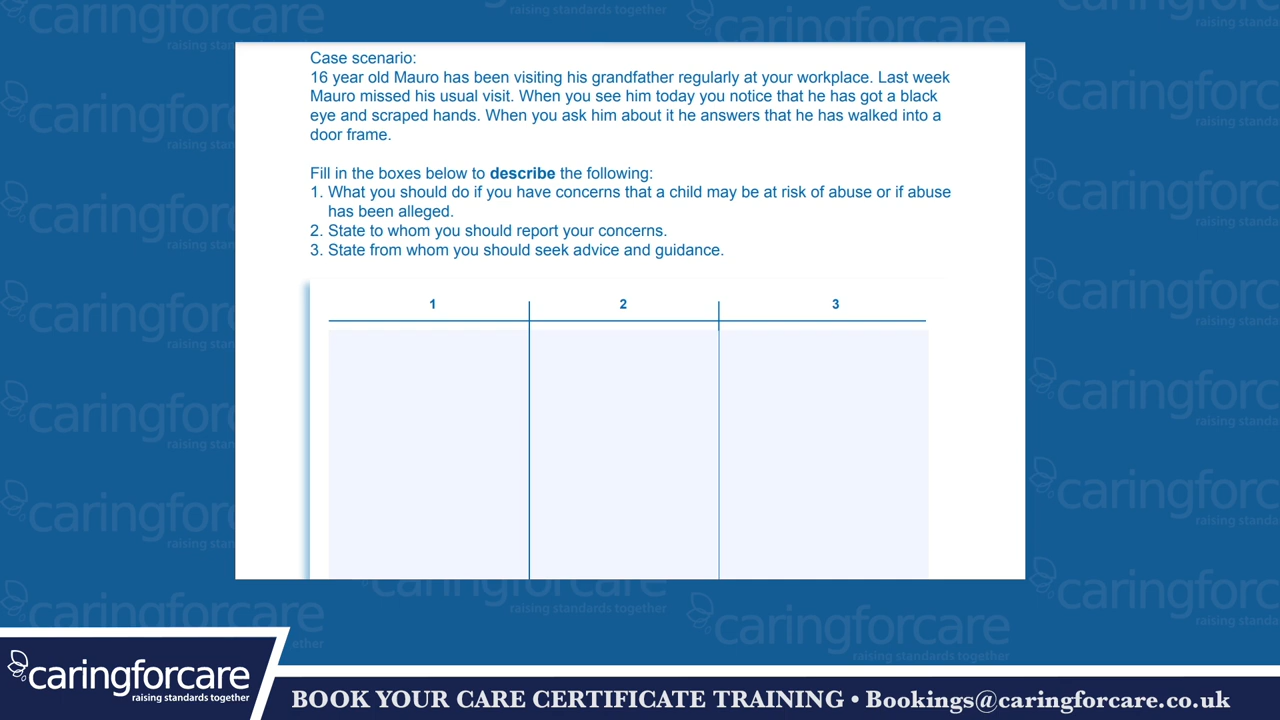 Case scenario:
16 year old Mauro has been visiting his grandfather regularly at your workplace. Last week
Mauro missed his usual visit. When you see him today you notice that he has got a black
eye and scraped hands. When you ask him about it he answers that he has walked into a
door frame.
Fill in the boxes below to describe the following:
1. What you should do if you have concerns that a child may be at risk of abuse or if abuse
has been alleged.
2. State to whom you should report your concerns.
3. State from whom you should seek advice and guidance.
1 2 3
caringforcare
raising standards together
BOOK YOUR CARE CERTIFICATE TRAINING • Bookings@caringforcare.co.uk